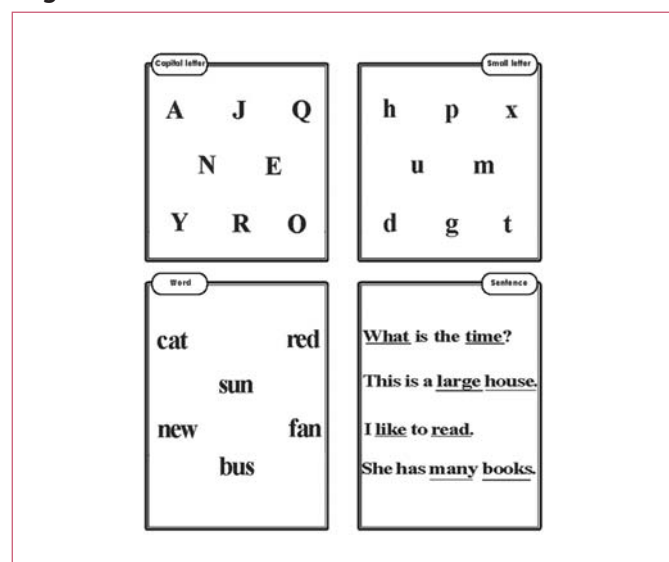 Capital letter
A J Q
N E
Y R O
Small letter
h p x
u m
d g t
Word
cat red
sun
new fan
bus
Sentence
What is the time?
This is a large house.
I like to read.
She has many books.